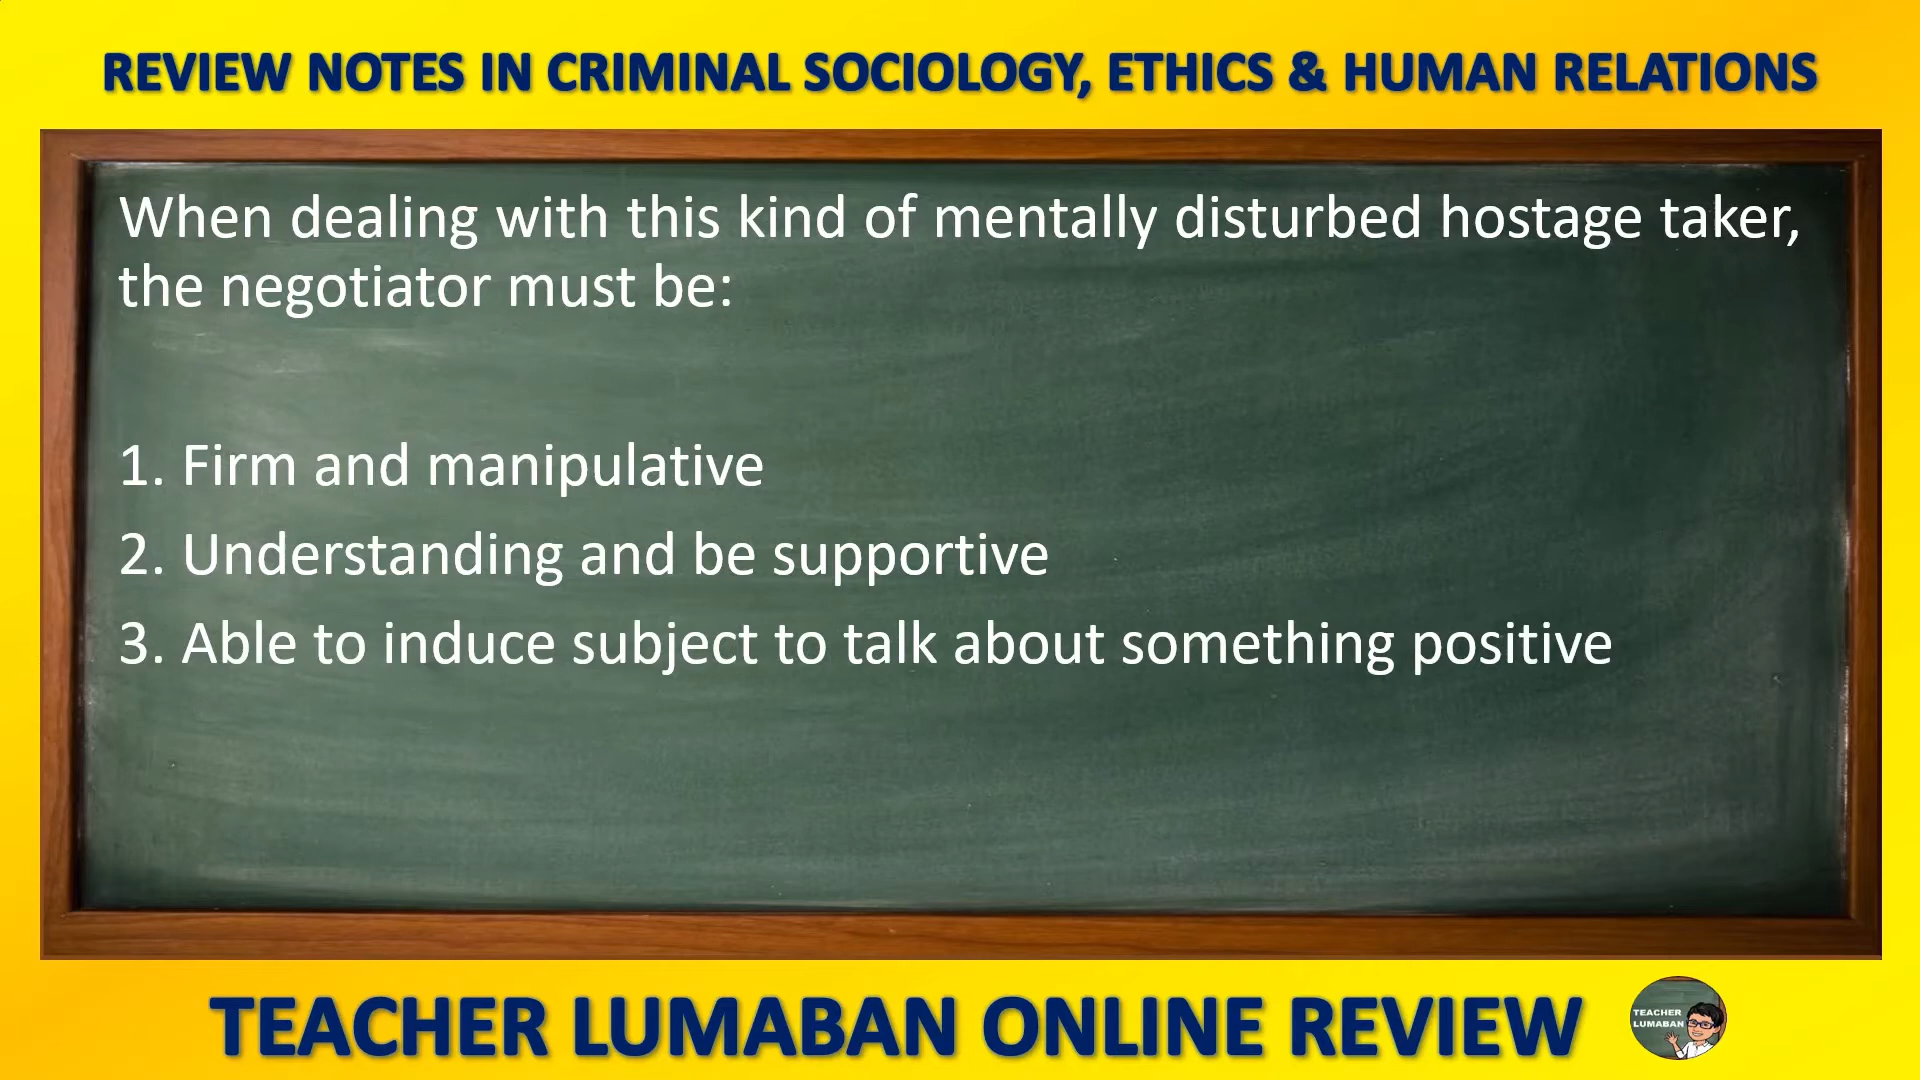 REVIEW NOTES IN CRIMINAL SOCIOLOGY, ETHICS & HUMAN RELATIONS
When dealing with this kind of mentally disturbed hostage taker,
the negotiator must be:
1. Firm and manipulative
2. Understanding and be supportive
3. Able to induce subject to talk about something positive
TEACHER LUMABAN ONLINE REVIEW
TEACHER
LUMABAN